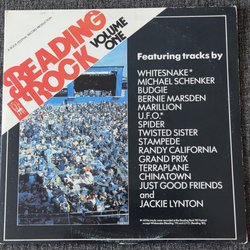 READING
ROCK
VOLUME
ONE
Featuring tracks by
WHITESNAKE*
MICHAEL SCHENKER
BUDGIE
BERNIE MARSDEN
MARILLION
U.F.O.*
SPIDER
TWISTED SISTER
STAMPEDE
RANDY CALIFORNIA
GRAND PRIX
TERRAPLANE
CHINATOWN
JUST GOOD FRIENDS
and
JACKIE LYNTON